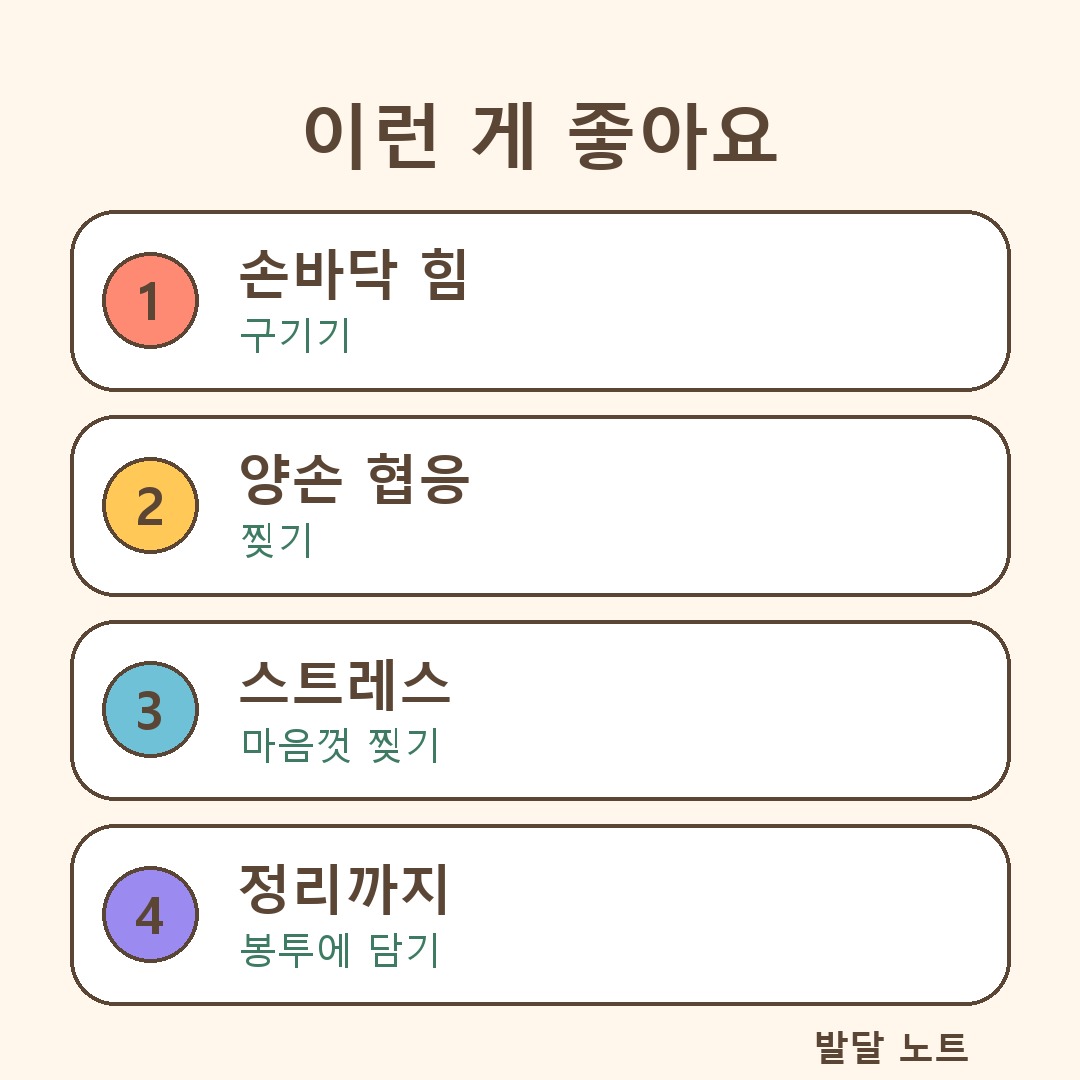 이런 게 좋아요
1
손바닥 힘
구기기
2
양손 협응
찢기
3
스트레스
마음껏 찢기
4
정리까지
봉투에 담기
발달 노트